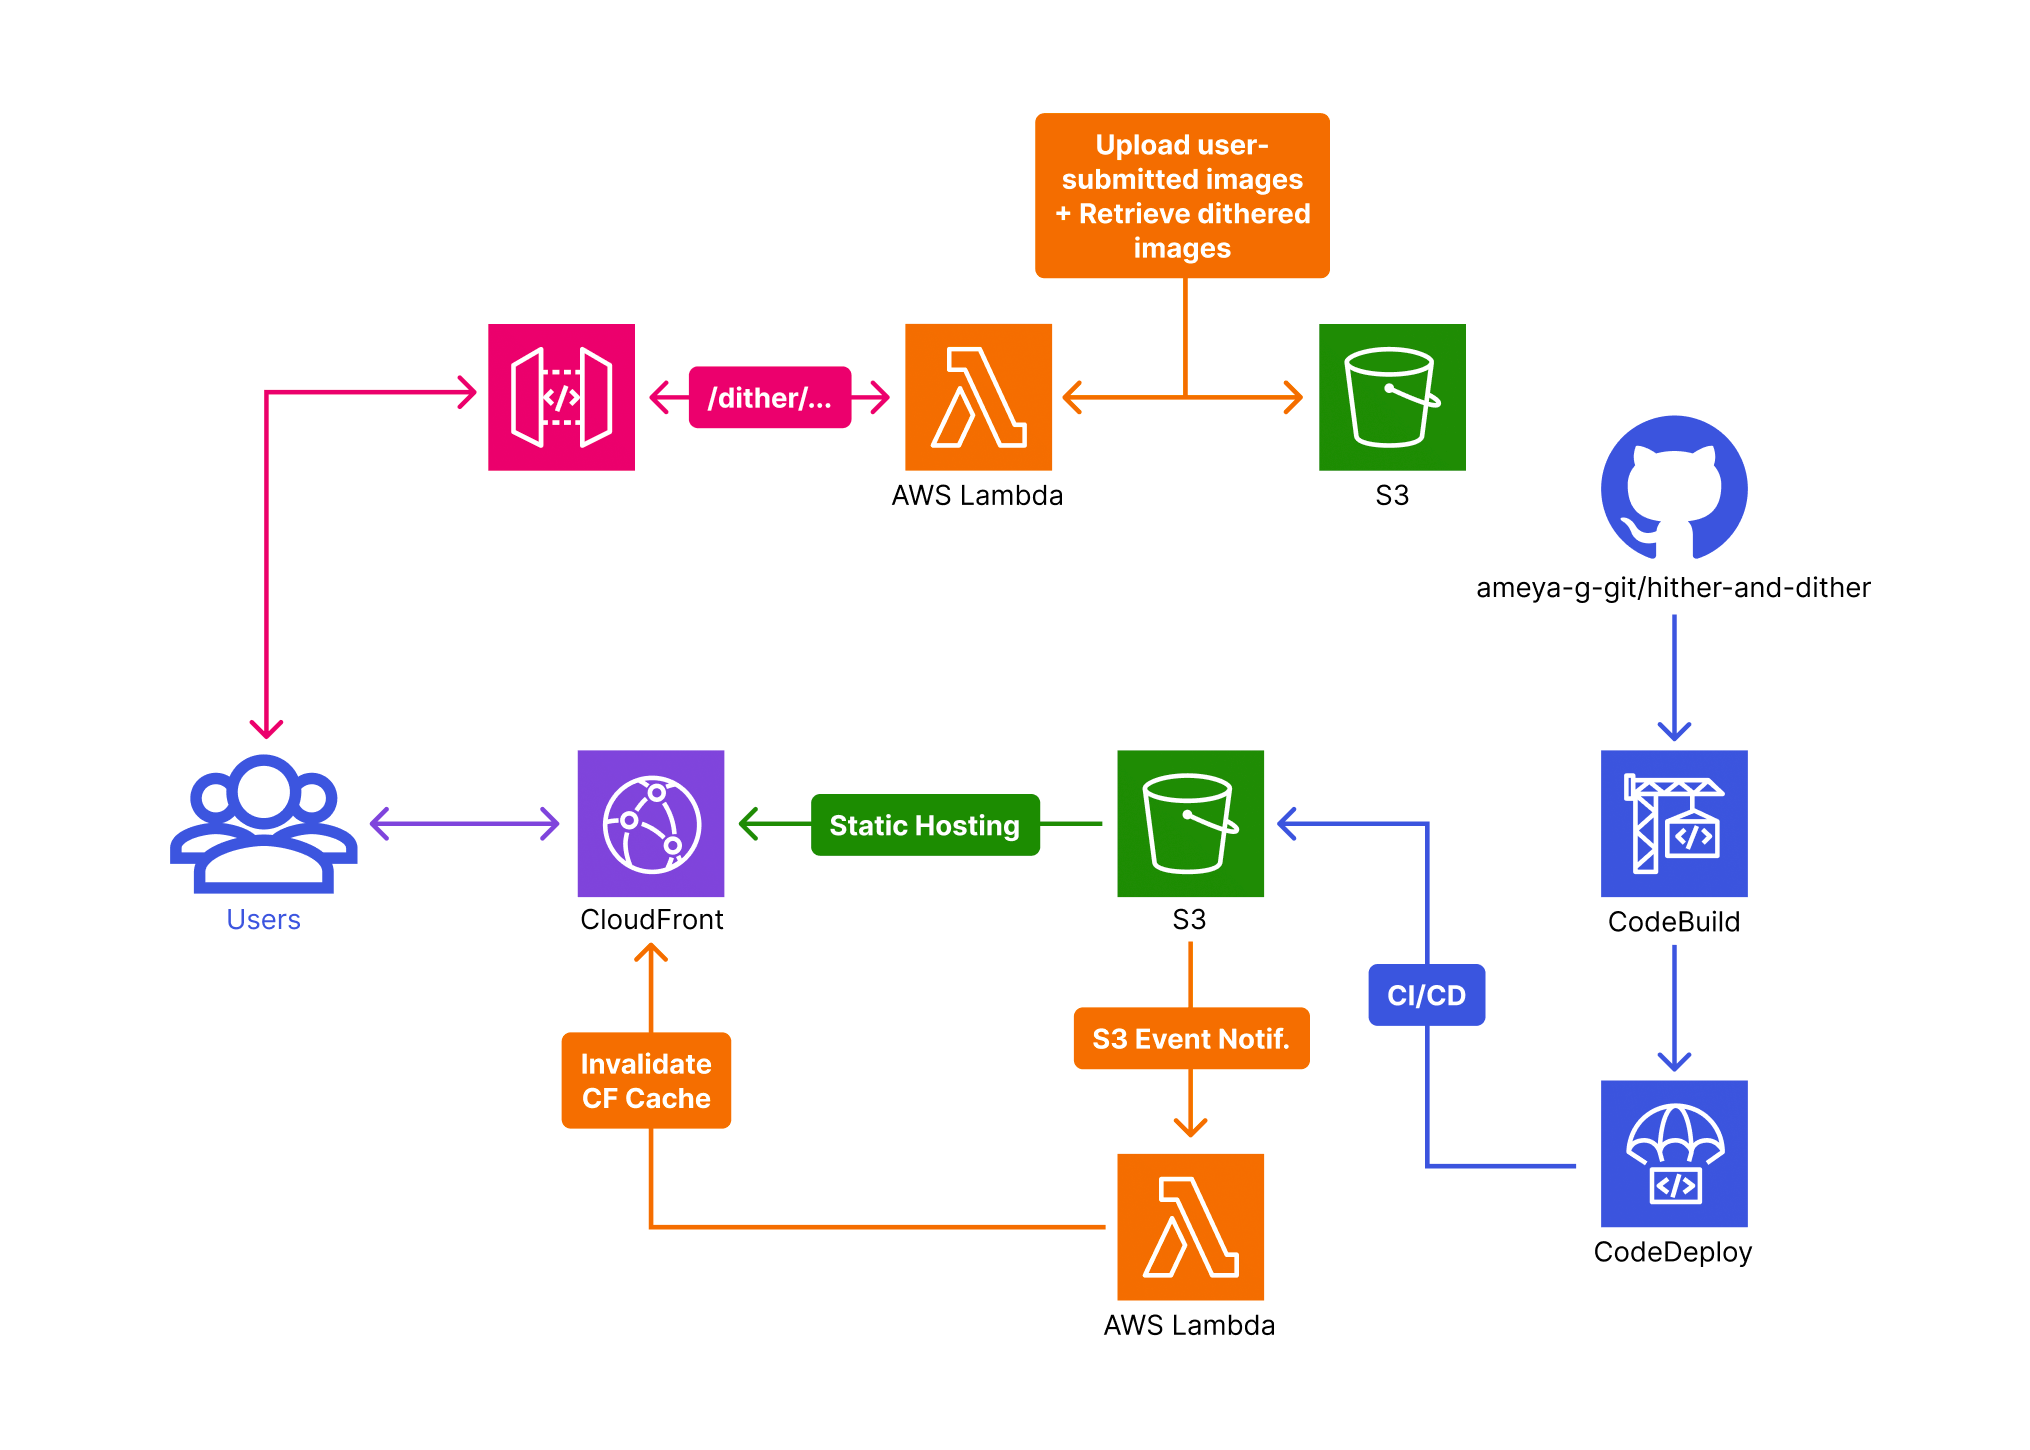 Upload user-
submitted images
+ Retrieve dithered
images
</>
/dither/...
AWS Lambda
S3
ameya-g-git/hither-and-dither
Users
CloudFront
Static Hosting
S3
</>
CodeBuild
CI/CD
S3 Event Notif.
Invalidate
CF Cache
</>
CodeDeploy
AWS Lambda